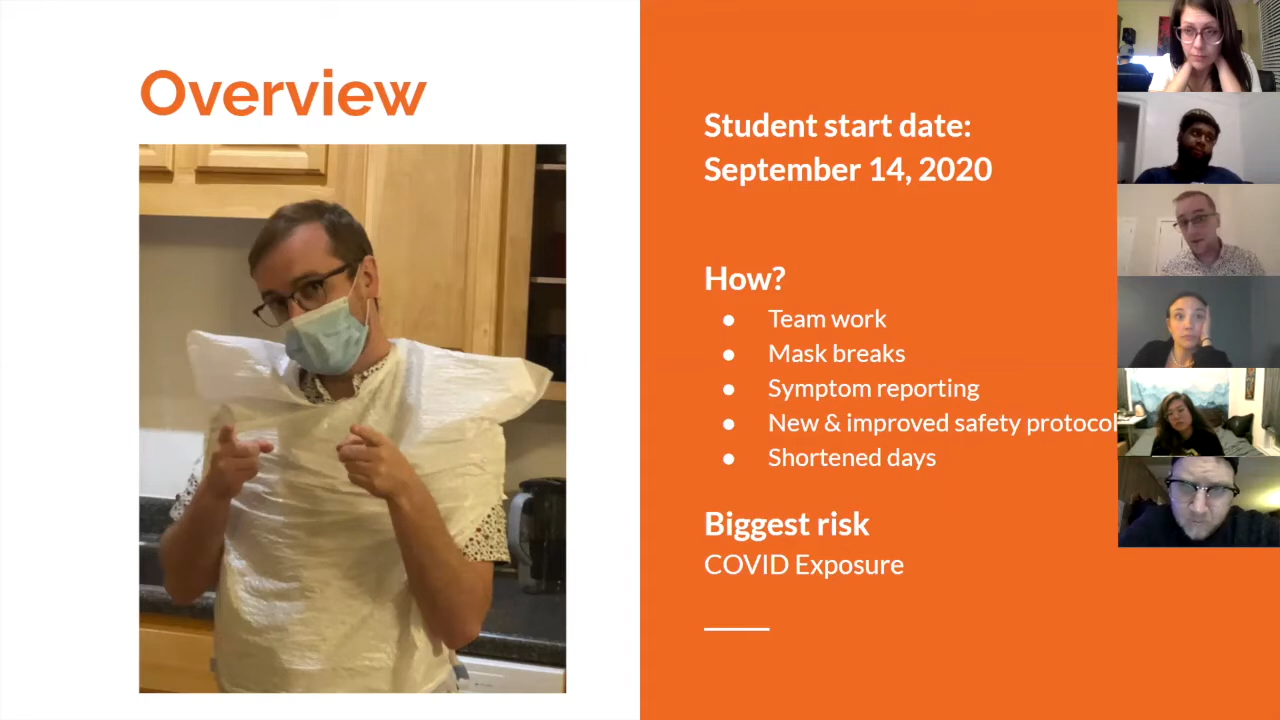 Overview
Student start date:
September 14, 2020
How?
● Team work
● Mask breaks
● Symptom reporting
● New & improved safety protocol
● Shortened days
Biggest risk
COVID Exposure